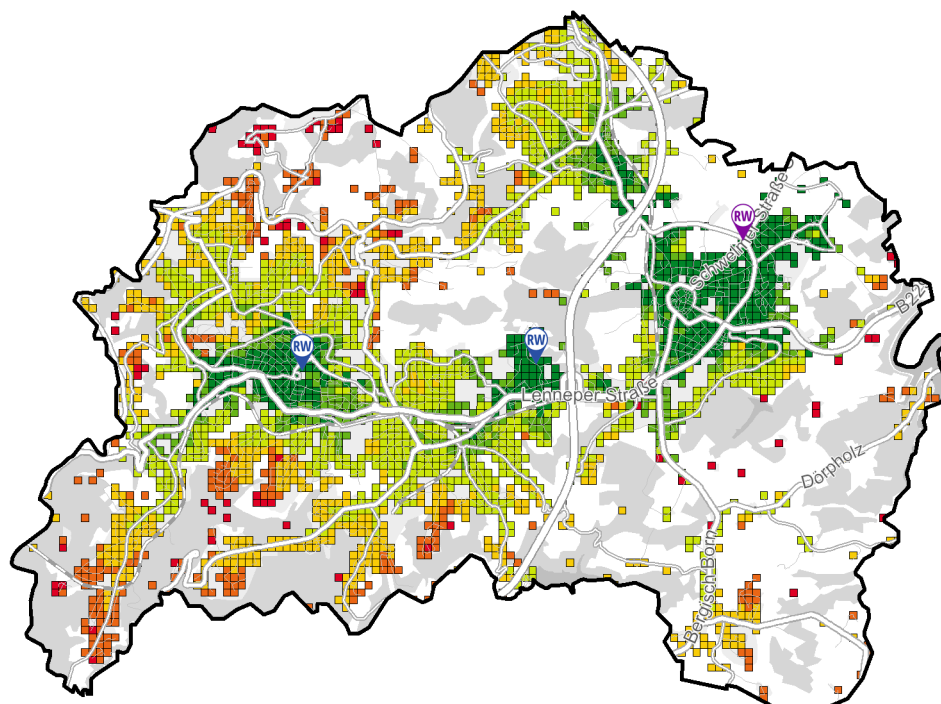 RW
Schwelmer Straße
B22
RW
RW
Lenneper Straße
Dörpholz
Bergisch Born